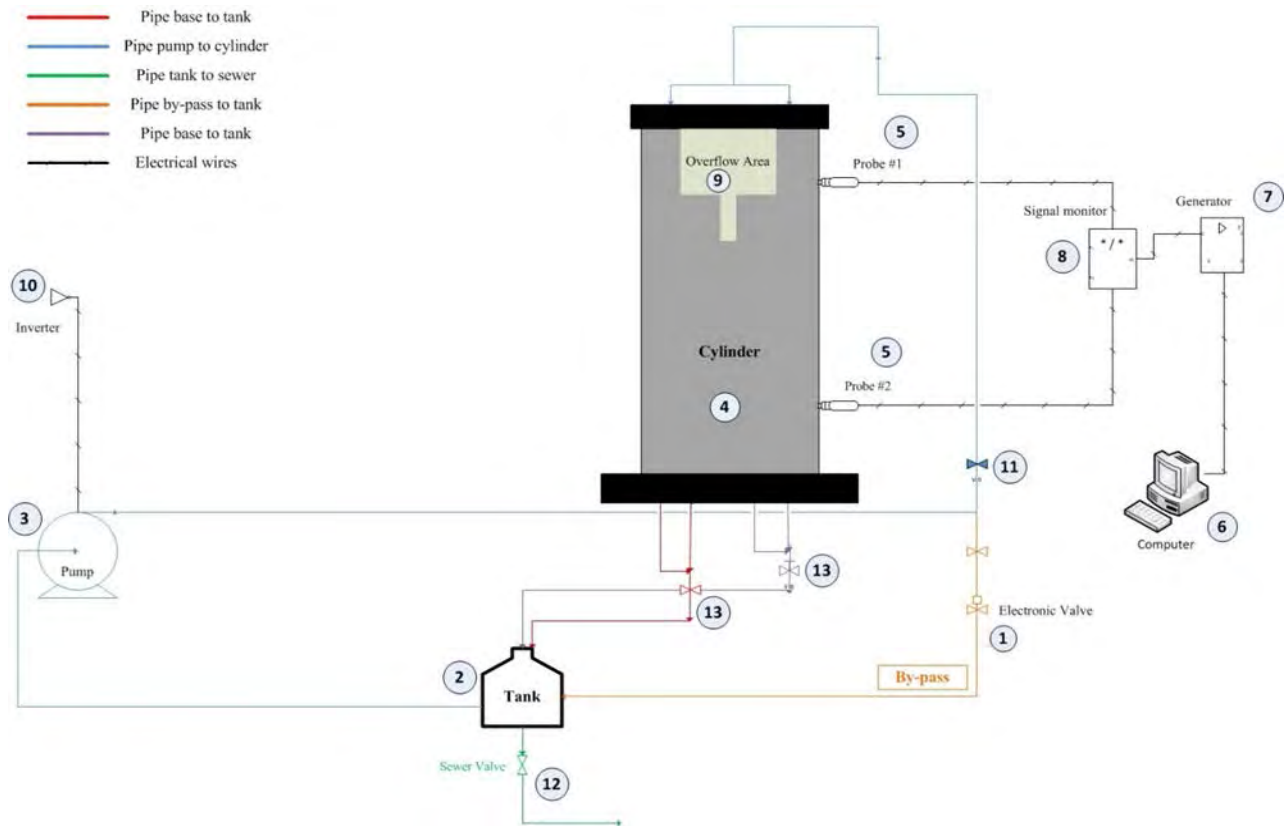 Pipe base to tank
Pipe pump to cylinder
Pipe tank to sewer
Pipe by-pass to tank
Pipe base to tank
Electrical wires
5
Overflow Area
9
Probe #1
7
Generator
Signal monitor
* / *
8
10
Inverter
Cylinder
5
4
Probe #2
11
3
Pump
6
Computer
13
13
Electronic Valve
1
2
Tank
By-pass
Sewer Valve
12